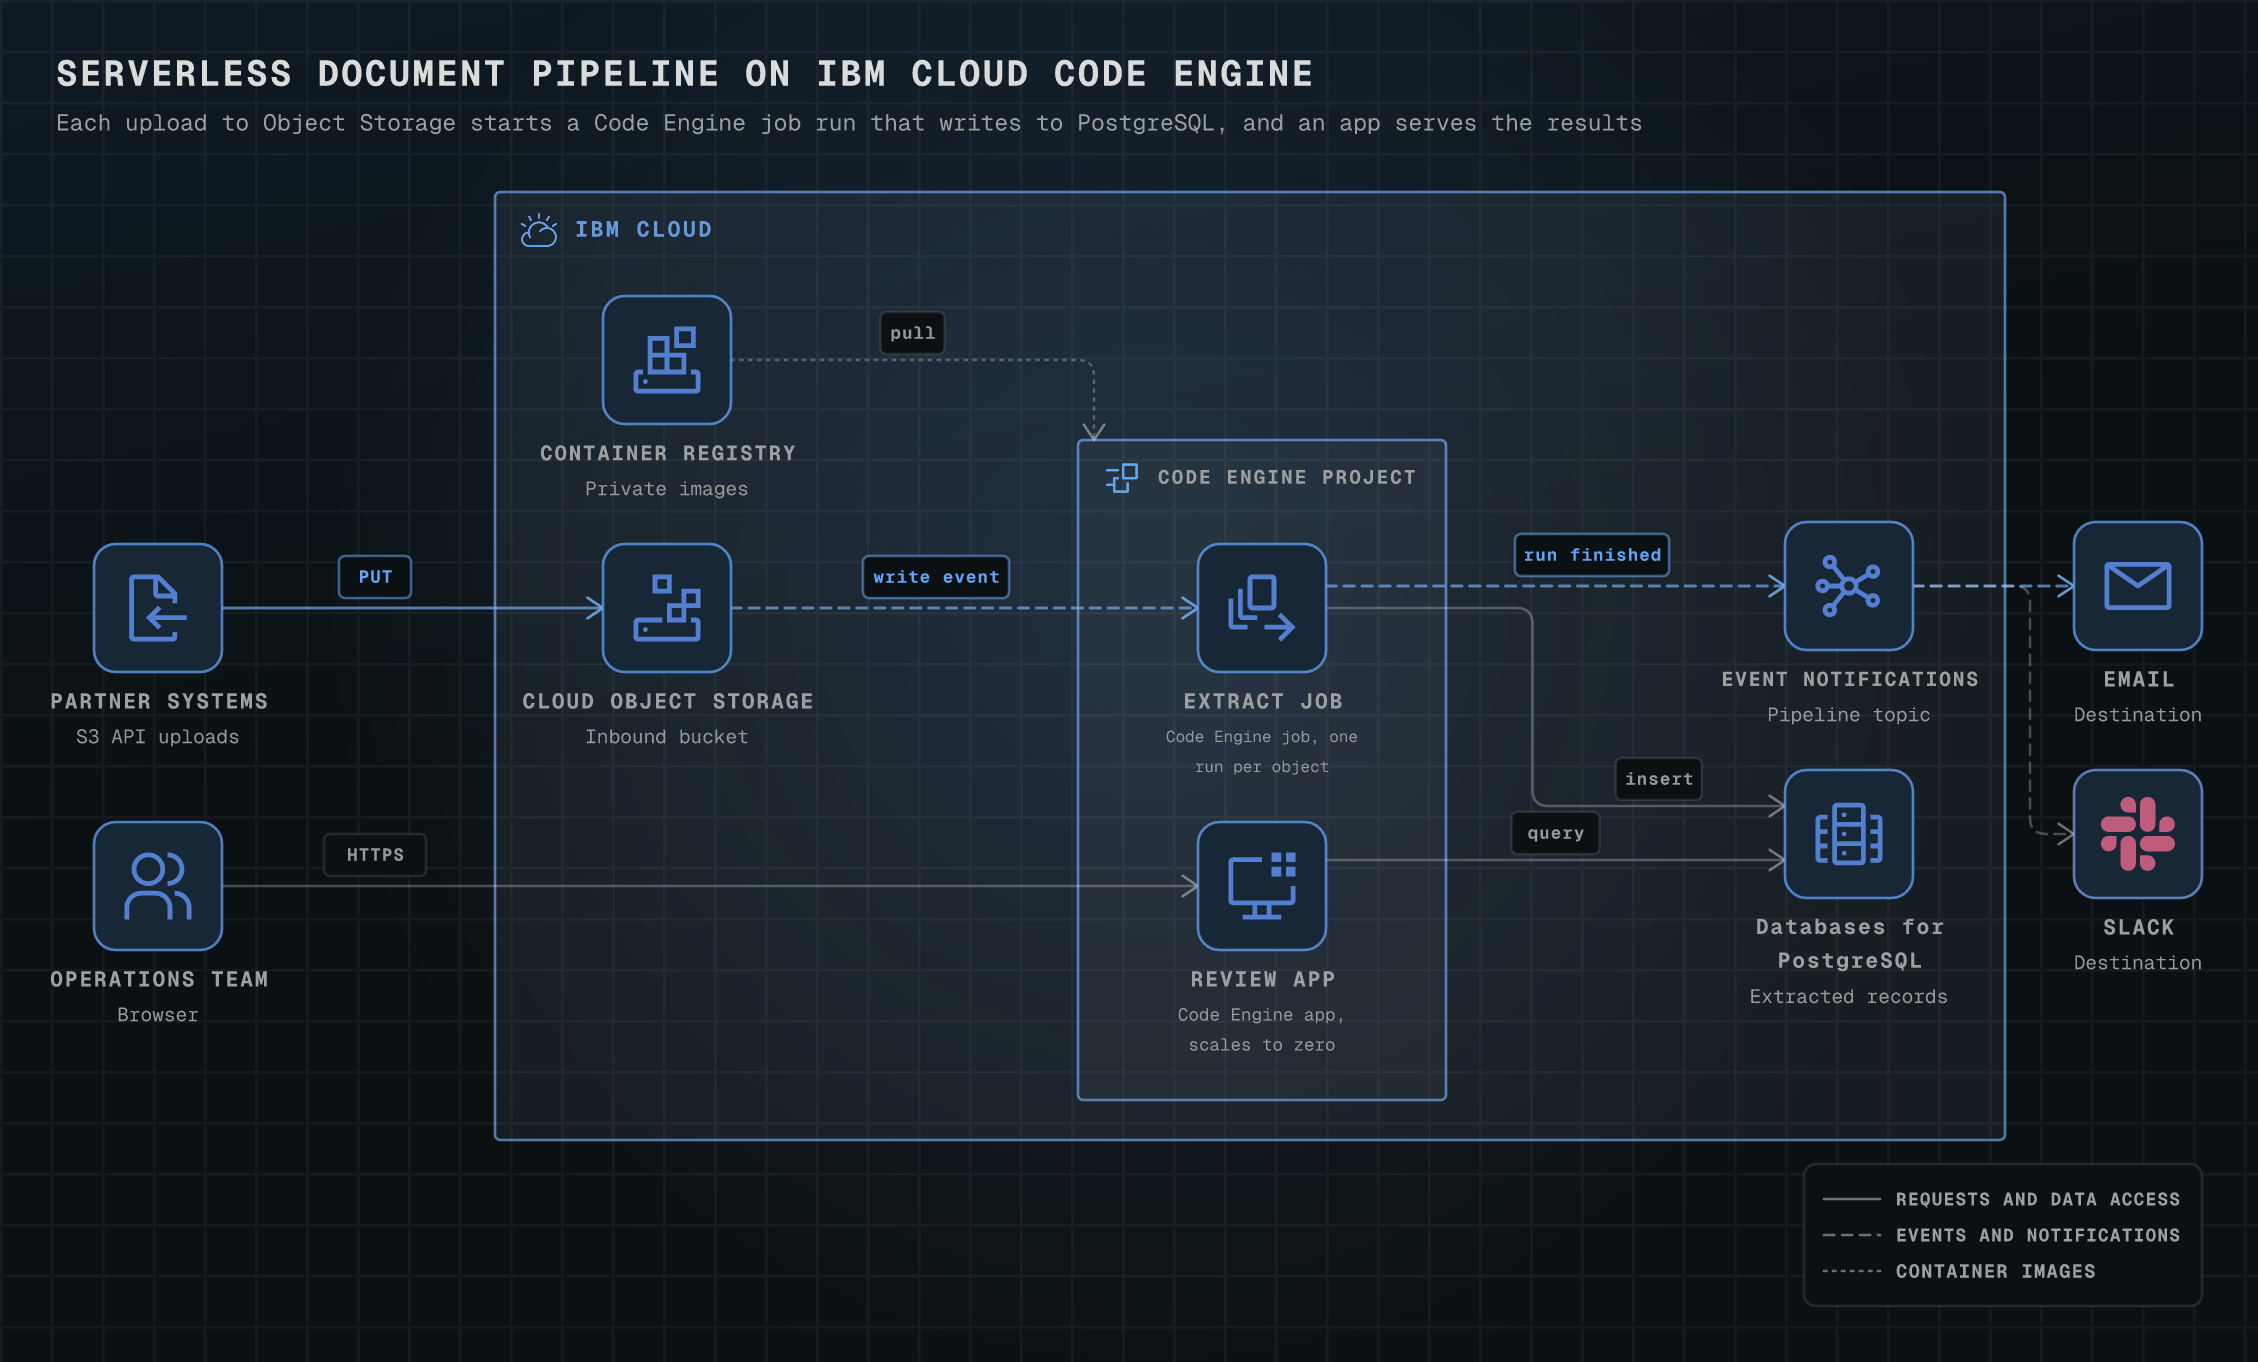 SERVERLESS DOCUMENT PIPELINE ON IBM CLOUD CODE ENGINE
Each upload to Object Storage starts a Code Engine job run that writes to PostgreSQL, and an app serves the results
IBM CLOUD
pull
CONTAINER REGISTRY
Private images
CODE ENGINE PROJECT
PUT
write event
run finished
PARTNER SYSTEMS
S3 API uploads
CLOUD OBJECT STORAGE
Inbound bucket
EXTRACT JOB
Code Engine job, one
run per object
EVENT NOTIFICATIONS
Pipeline topic
EMAIL
Destination
insert
query
HTTPS
OPERATIONS TEAM
Browser
REVIEW APP
Code Engine app,
scales to zero
Databases for
PostgreSQL
Extracted records
SLACK
Destination
REQUESTS AND DATA ACCESS
EVENTS AND NOTIFICATIONS
CONTAINER IMAGES